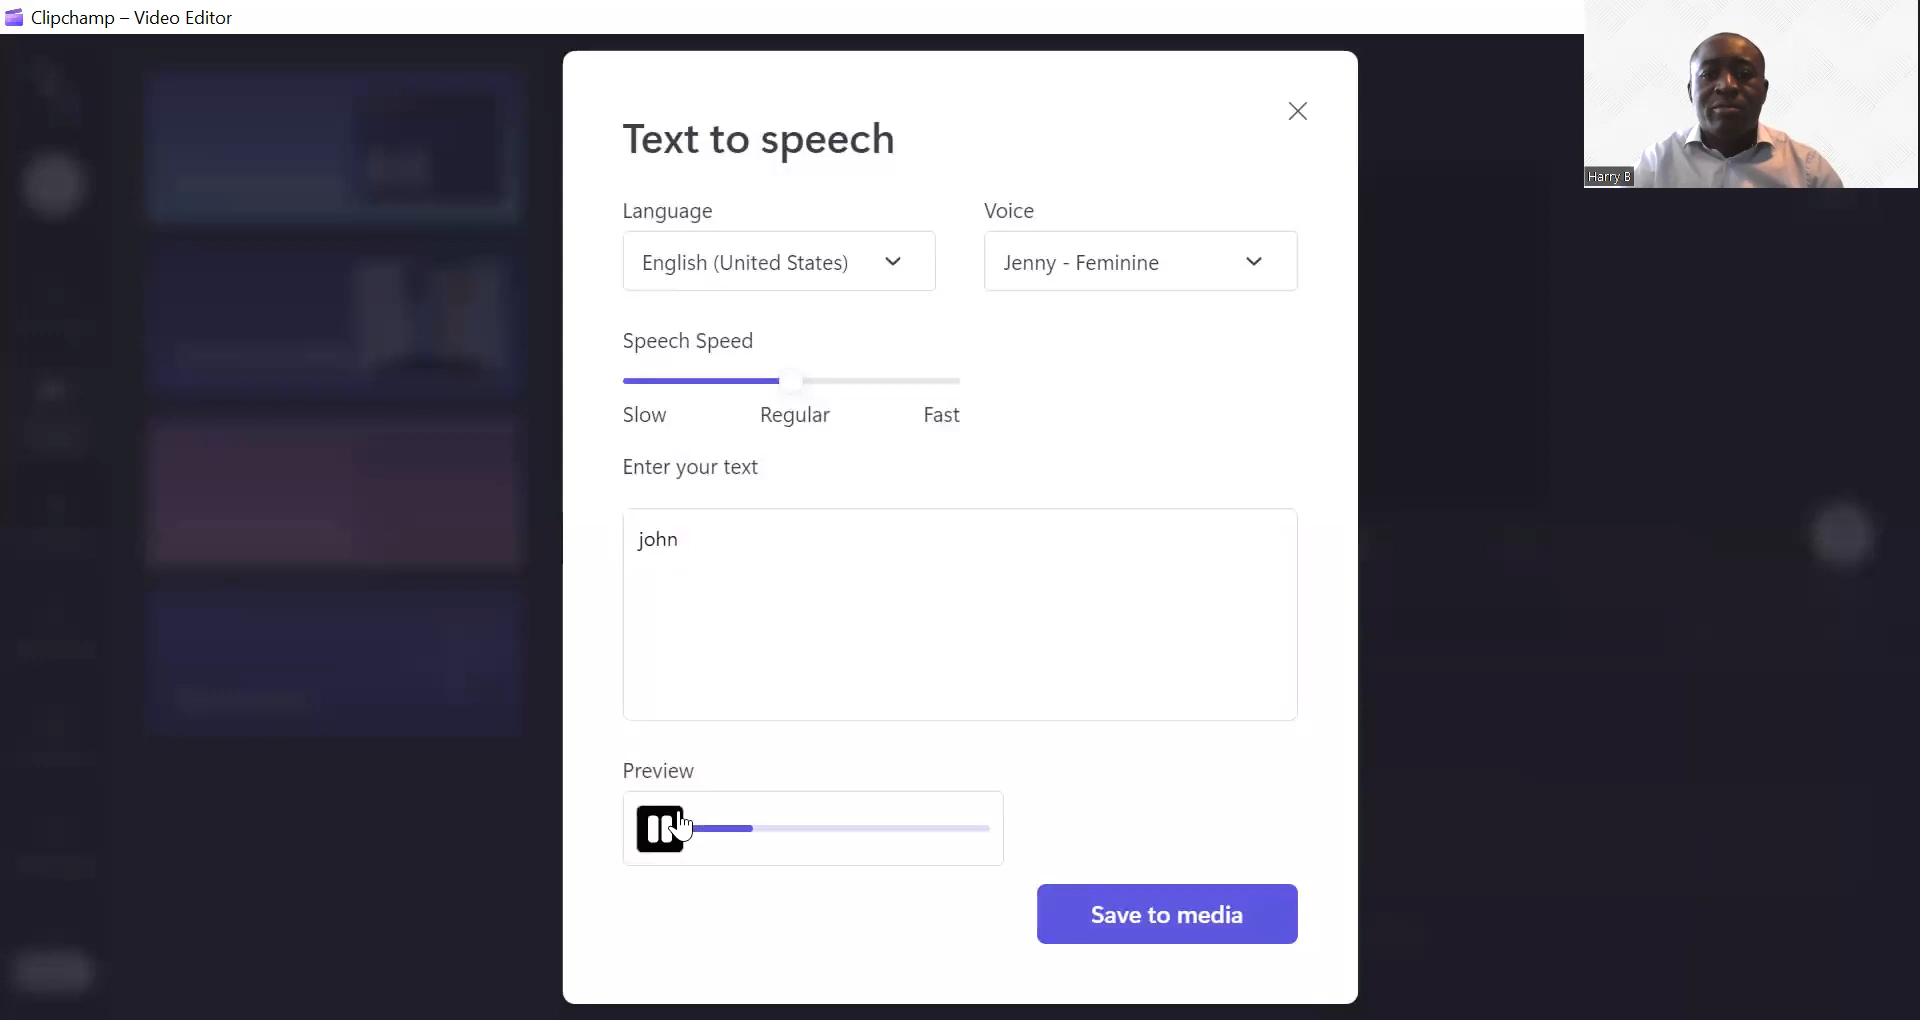 Clipchamp – Video Editor
Harry B
Text to speech
Language
Voice
English (United States)
Jenny - Feminine
Speech Speed
Slow
Regular
Fast
Enter your text
john
Preview
Save to media